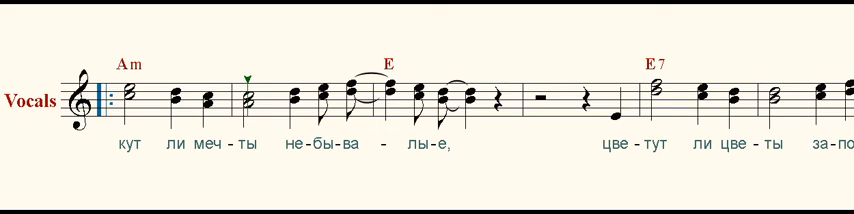 Am E E7
Vocals
кут ли меч - ты не - бы - ва - лы - е, цве - тут ли цве - ты за - по